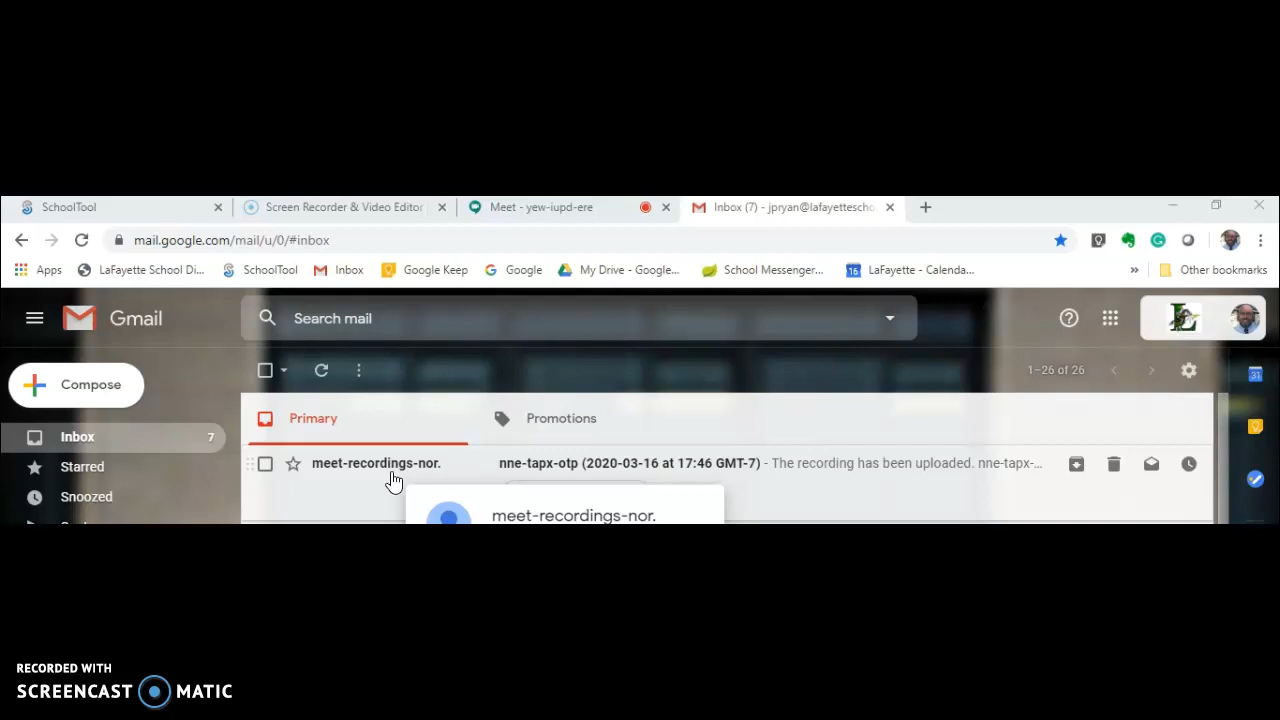 SchoolTool
Screen Recorder & Video Editor
Meet - yew-iupd-ere
Inbox (7) - jpryan@lafayettescho
mail.google.com/mail/u/0/#inbox
Apps
LaFayette School Di...
SchoolTool
Inbox
Google Keep
Google
My Drive - Google...
School Messenger...
16
LaFayette - Calenda...
»
Other bookmarks
Gmail
Search mail
Compose
1–26 of 26
31
Primary
Promotions
Inbox 7
meet-recordings-nor. nne-tapx-otp (2020-03-16 at 17:46 GMT-7) - The recording has been uploaded. nne-tapx-...
Starred
Snoozed
meet-recordings-nor.
RECORDED WITH
SCREENCAST MATIC